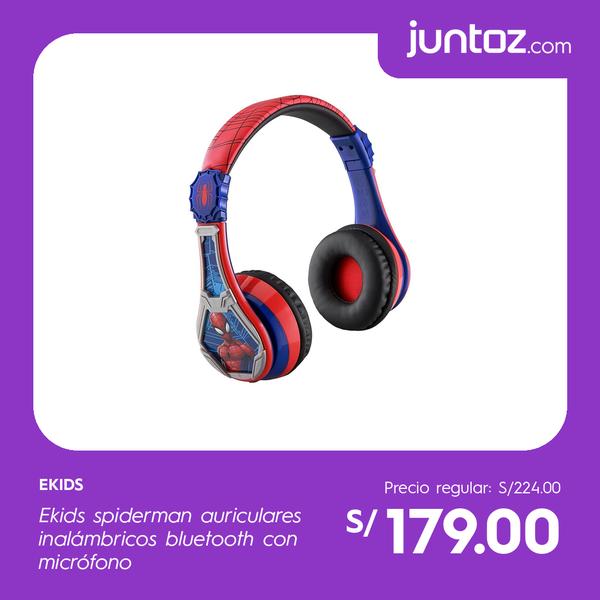 juntoz.com
EKIDS
Ekids spiderman auriculares
inalámbricos bluetooth con
micrófono
Precio regular: S/224.00
S/179.00